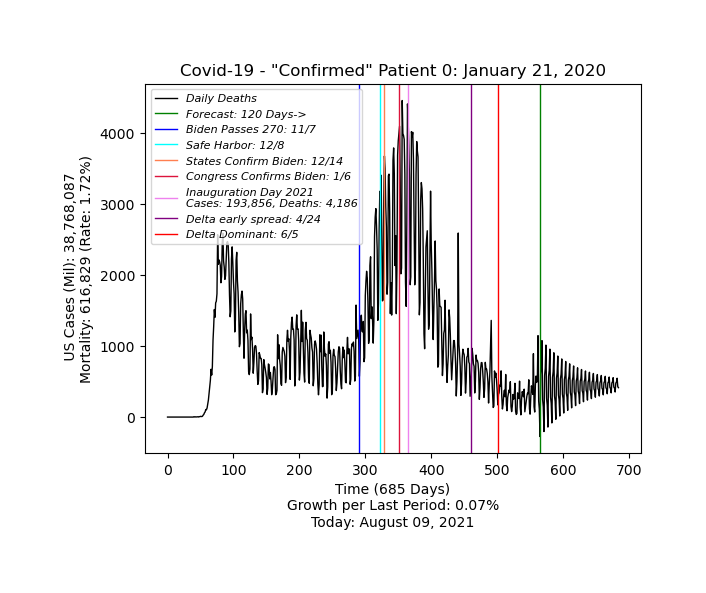 Covid-19 - "Confirmed" Patient 0: January 21, 2020
Daily Deaths
Forecast: 120 Days->
Biden Passes 270: 11/7
Safe Harbor: 12/8
States Confirm Biden: 12/14
Congress Confirms Biden: 1/6
Inauguration Day 2021
Cases: 193,856, Deaths: 4,186
Delta early spread: 4/24
Delta Dominant: 6/5
US Cases (Mil): 38,768,087
Mortality: 616,829 (Rate: 1.72%)
4000
3000
2000
1000
0
0 100 200 300 400 500 600 700
Time (685 Days)
Growth per Last Period: 0.07%
Today: August 09, 2021